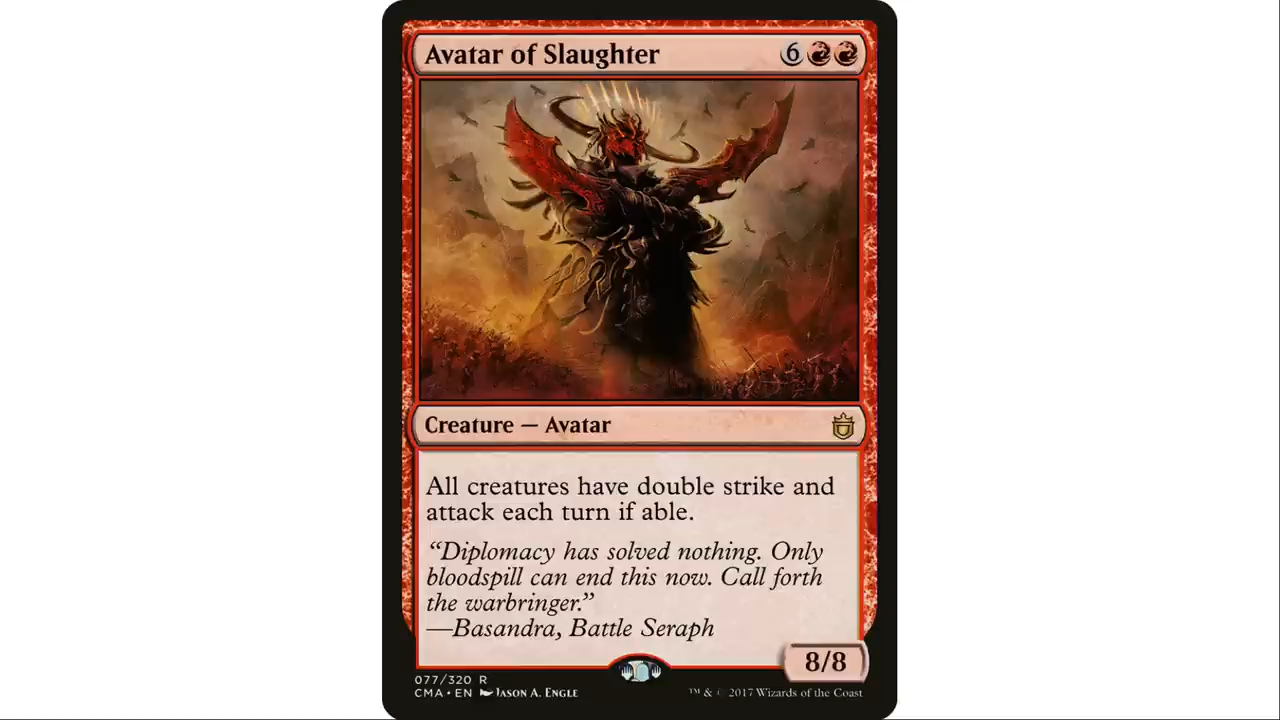 Avatar of Slaughter 6
Creature — Avatar
All creatures have double strike and
attack each turn if able.
“Diplomacy has solved nothing. Only
bloodspill can end this now. Call forth
the warbringer.”
—Basandra, Battle Seraph
8/8
077/320 R
CMA • EN Jason A. Engle
™ & © 2017 Wizards of the Coast